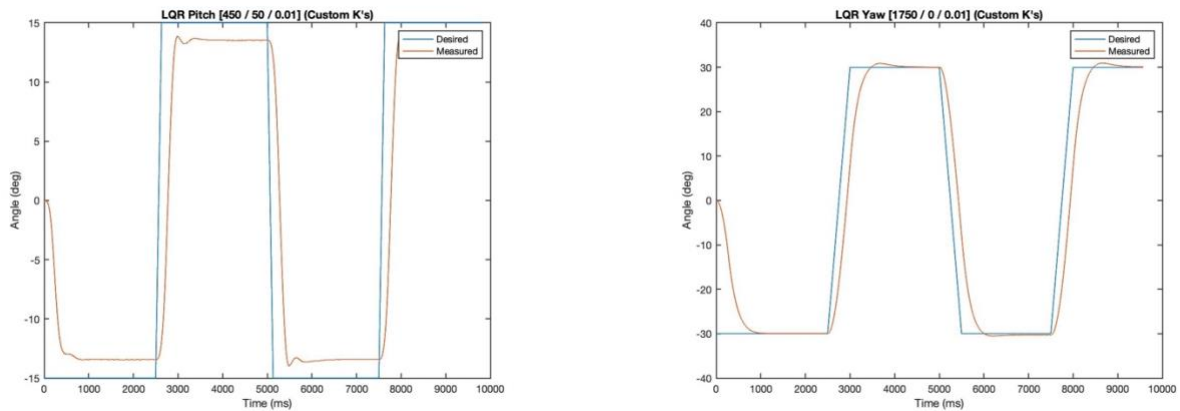 LQR Pitch [450 / 50 / 0.01] (Custom K's)
15
10
5
0
-5
-10
-15
Angle (deg)
0 1000 2000 3000 4000 5000 6000 7000 8000 9000 10000
Time (ms)
Desired
Measured
LQR Yaw [1750 / 0 / 0.01] (Custom K's)
40
30
20
10
0
-10
-20
-30
-40
Angle (deg)
0 1000 2000 3000 4000 5000 6000 7000 8000 9000 10000
Time (ms)
Desired
Measured